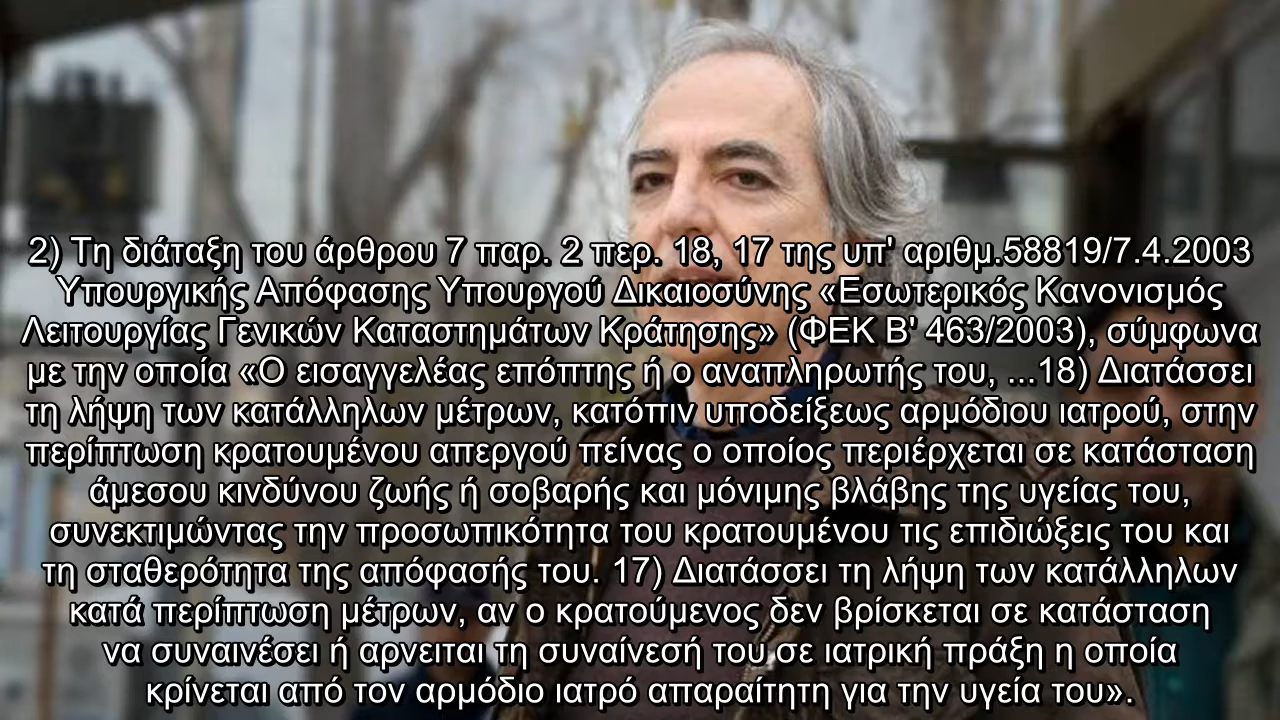 2) Τη διάταξη του άρθρου 7 παρ. 2 περ. 18, 17 της υπ' αριθμ.58819/7.4.2003
Υπουργικής Απόφασης Υπουργού Δικαιοσύνης «Εσωτερικός Κανονισμός
Λειτουργίας Γενικών Καταστημάτων Κράτησης» (ΦΕΚ Β' 463/2003), σύμφωνα
με την οποία «Ο εισαγγελέας επόπτης ή ο αναπληρωτής του, ...18) Διατάσσει
τη λήψη των κατάλληλων μέτρων, κατόπιν υποδείξεως αρμόδιου ιατρού, στην
περίπτωση κρατουμένου απεργού πείνας ο οποίος περιέρχεται σε κατάσταση
άμεσου κινδύνου ζωής ή σοβαρής και μόνιμης βλάβης της υγείας του,
συνεκτιμώντας την προσωπικότητα του κρατουμένου τις επιδιώξεις του και
τη σταθερότητα της απόφασής του. 17) Διατάσσει τη λήψη των κατάλληλων
κατά περίπτωση μέτρων, αν ο κρατούμενος δεν βρίσκεται σε κατάσταση
να συναινέσει ή αρνειται τη συναίνεσή του σε ιατρική πράξη η οποία
κρίνεται από τον αρμόδιο ιατρό απαραίτητη για την υγεία του».